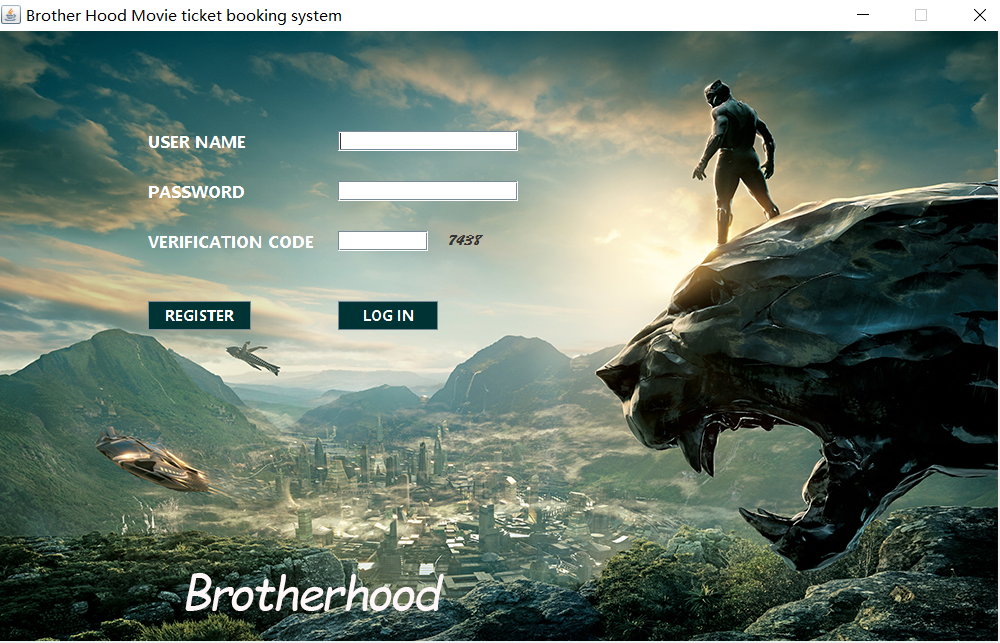 Brother Hood Movie ticket booking system
USER NAME
PASSWORD
VERIFICATION CODE 7438
REGISTER LOG IN
Brotherhood